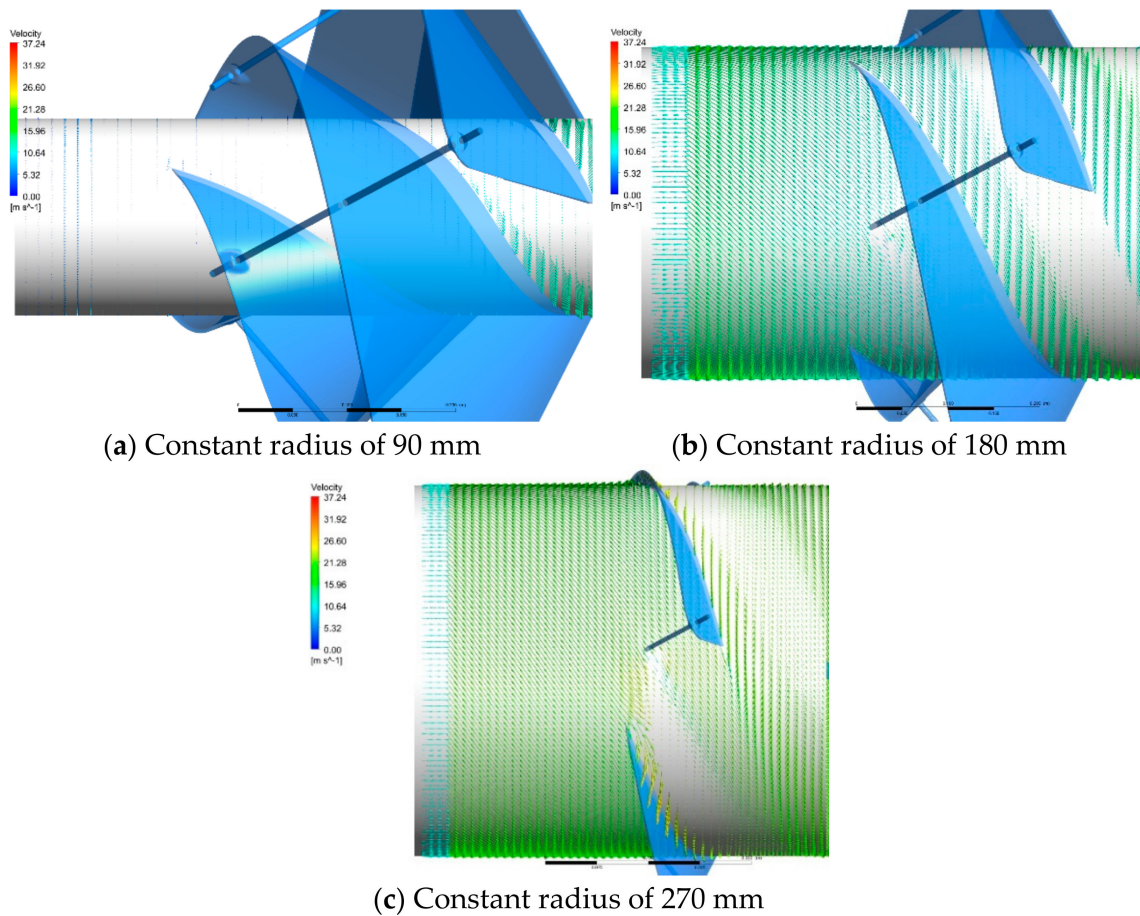 Velocity
37.24
31.92
26.60
21.28
15.96
10.64
5.32
0.00
[m s^-1]
Velocity
37.24
31.92
26.60
21.28
15.96
10.64
5.32
0.00
[m s^-1]
(a) Constant radius of 90 mm
(b) Constant radius of 180 mm
Velocity
37.24
31.92
26.60
21.28
15.96
10.64
5.32
0.00
[m s^-1]
(c) Constant radius of 270 mm